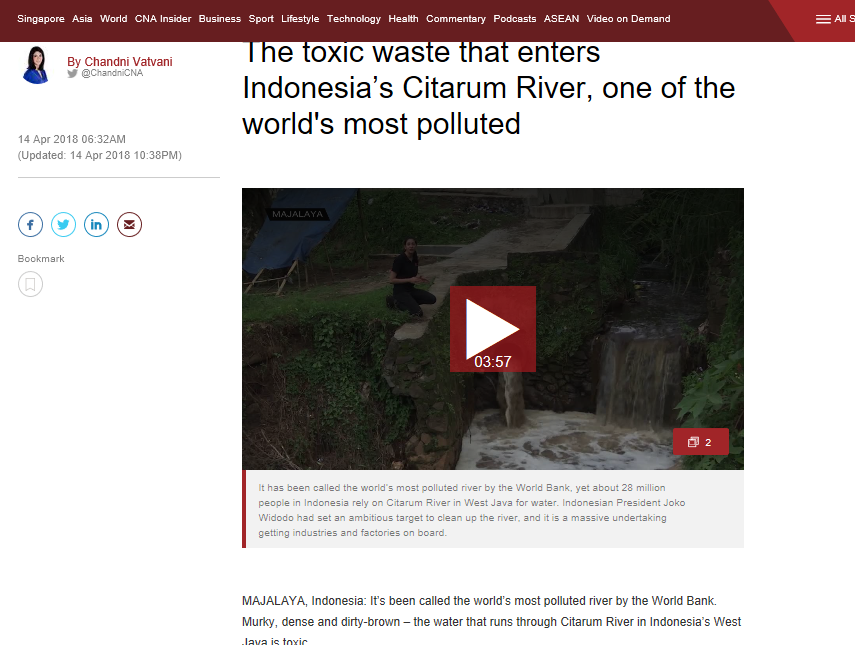 Singapore Asia World CNA Insider Business Sport Lifestyle Technology Health Commentary Podcasts ASEAN Video on Demand All S
By Chandni Vatvani
@ChandniCNA
14 Apr 2018 06:32AM
(Updated: 14 Apr 2018 10:38PM)
Bookmark
The toxic waste that enters
Indonesia’s Citarum River, one of the
world's most polluted
MAJALAYA
03:57
2
It has been called the world's most polluted river by the World Bank, yet about 28 million
people in Indonesia rely on Citarum River in West Java for water. Indonesian President Joko
Widodo had set an ambitious target to clean up the river, and it is a massive undertaking
getting industries and factories on board.
MAJALAYA, Indonesia: It’s been called the world’s most polluted river by the World Bank.
Murky, dense and dirty-brown – the water that runs through Citarum River in Indonesia’s West
Java is toxic.